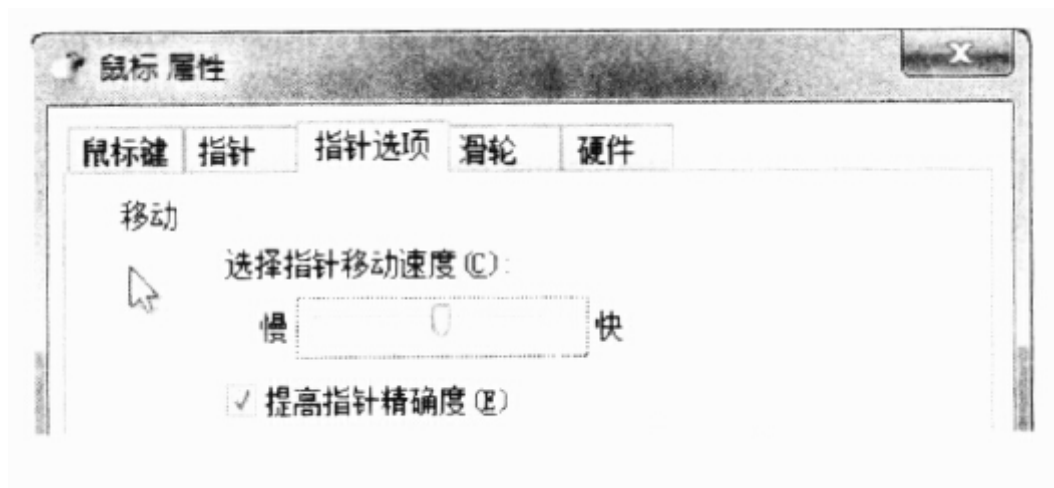 鼠标 属性
鼠标键 指针 指针选项 滑轮 硬件
移动
选择指针移动速度(C):
慢 快
提高指针精确度(E)